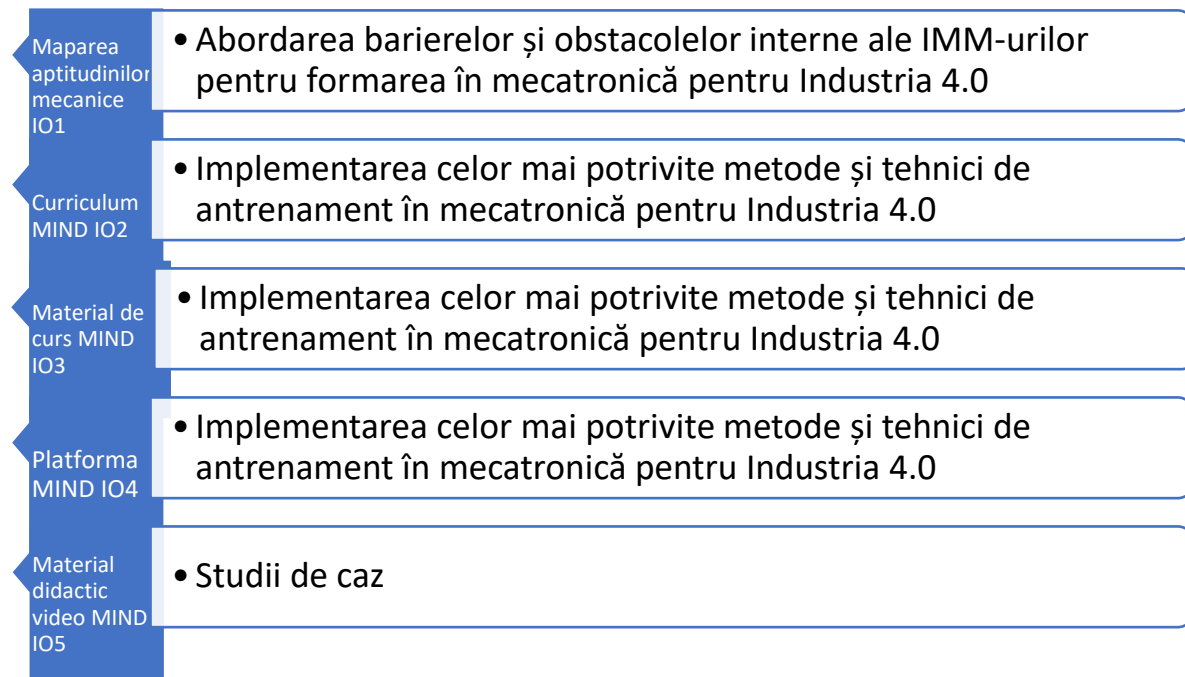 Maparea
aptitudinilor
mecanice
IO1
• Abordarea barierelor și obstacolelor interne ale IMM-urilor
pentru formarea în mecatronică pentru Industria 4.0
Curriculum
MIND IO2
• Implementarea celor mai potrivite metode și tehnici de
antrenament în mecatronică pentru Industria 4.0
Material de
curs MIND
IO3
• Implementarea celor mai potrivite metode și tehnici de
antrenament în mecatronică pentru Industria 4.0
Platforma
MIND IO4
• Implementarea celor mai potrivite metode și tehnici de
antrenament în mecatronică pentru Industria 4.0
Material
didactic
video MIND
IO5
• Studii de caz